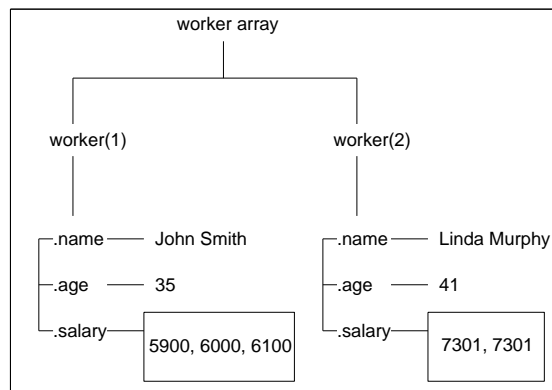 worker array
worker(1)
worker(2)
.name
John Smith
.age
35
.salary
5900, 6000, 6100
.name
Linda Murphy
.age
41
.salary
7301, 7301